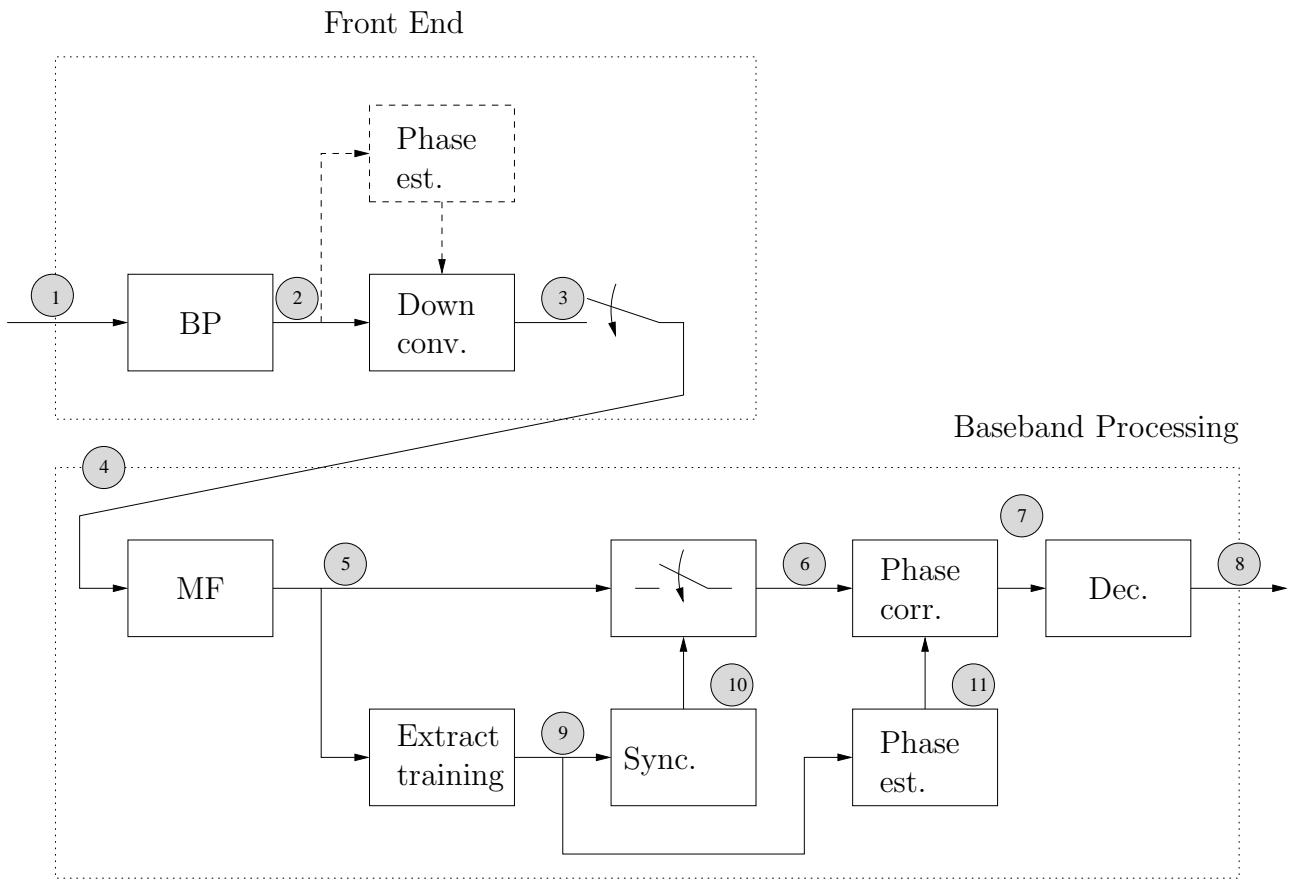 Front End
Phase
est.
1
2
3
BP
Down
conv.
Baseband Processing
4
5
6
7
8
MF
Phase
corr.
Dec.
9
10
11
Extract
training
Sync.
Phase
est.